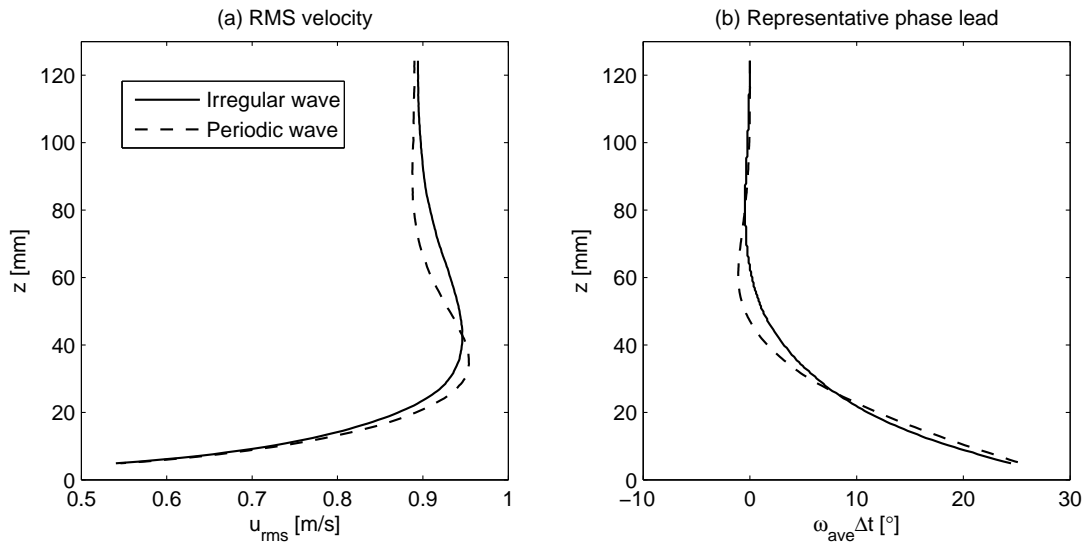 (a) RMS velocity
120
100
80
60
40
20
0
z [mm]
Irregular wave
Periodic wave
0.5 0.6 0.7 0.8 0.9 1
u_rms [m/s]
(b) Representative phase lead
120
100
80
60
40
20
0
z [mm]
−10 0 10 20 30
ω_ave Δt [°]